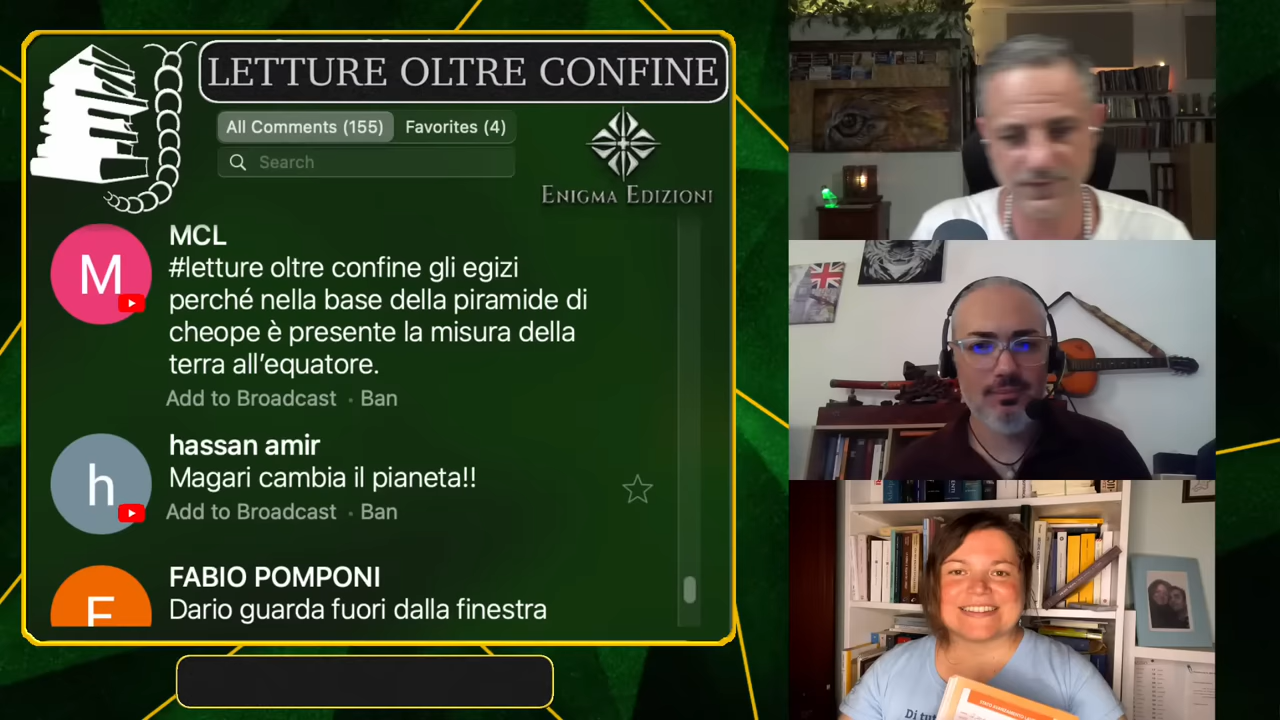 LETTURE OLTRE CONFINE
All Comments (155) Favorites (4)
Search
ENIGMA EDIZIONI
M
MCL
#letture oltre confine gli egizi
perché nella base della piramide di
cheope è presente la misura della
terra all’equatore.
Add to Broadcast · Ban
h
hassan amir
Magari cambia il pianeta!!
Add to Broadcast · Ban
F
FABIO POMPONI
Dario guarda fuori dalla finestra